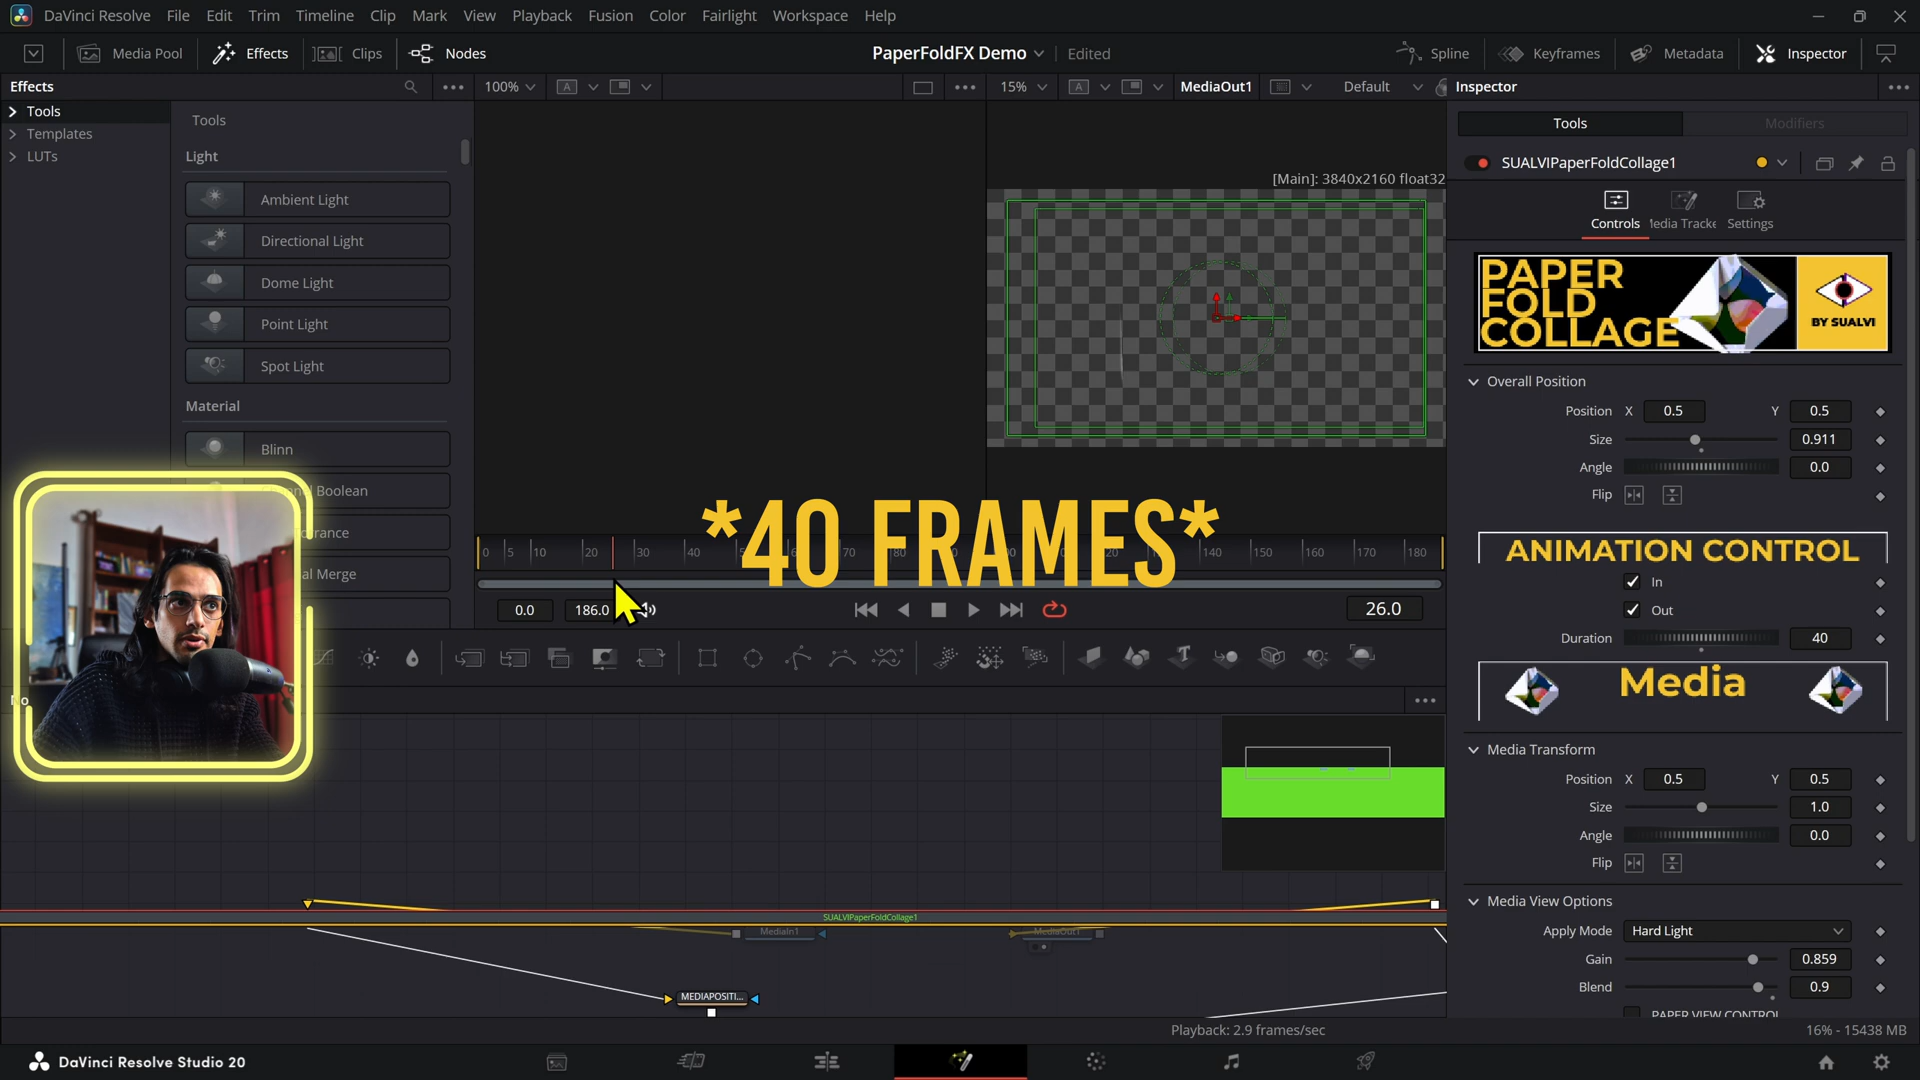 DaVinci Resolve File Edit Trim Timeline Clip Mark View Playback Fusion Color Fairlight Workspace Help
Media Pool Effects Clips Nodes PaperFoldFX Demo Edited Spline Keyframes Metadata Inspector
Effects 100% 15% MediaOut1 Default Inspector
Tools
Templates
LUTs
Tools
Light
Ambient Light
Directional Light
Dome Light
Point Light
Spot Light
Material
Blinn
Boolean
al Merge
[Main]: 3840x2160 float32
*40 FRAMES*
0 5 10 20 30 40 70 140 150 160 170 180
0.0 186.0 26.0
SUALVIPaperFoldCollage1
MediaIn1
MediaOut1
MEDIAPOSITI...
Tools Modifiers
SUALVIPaperFoldCollage1
Controls edia Tracke Settings
PAPER
FOLD
COLLAGE
BY SUALVI
Overall Position
Position X 0.5 Y 0.5
Size 0.911
Angle 0.0
Flip
ANIMATION CONTROL
In
Out
Duration 40
Media
Media Transform
Position X 0.5 Y 0.5
Size 1.0
Angle 0.0
Flip
Media View Options
Apply Mode Hard Light
Gain 0.859
Blend 0.9
PAPER VIEW CONTROL
Playback: 2.9 frames/sec 16% - 15438 MB
DaVinci Resolve Studio 20